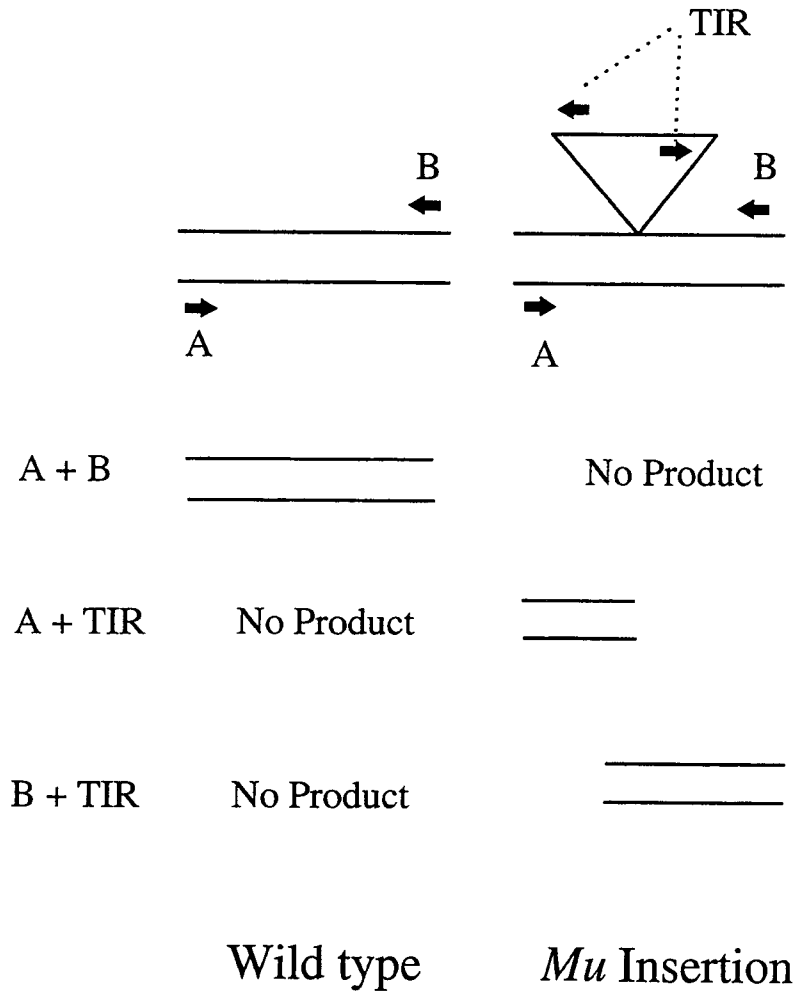 TIR
B
B
A
A
A + B
No Product
A + TIR
No Product
B + TIR
No Product
Wild type
Mu Insertion